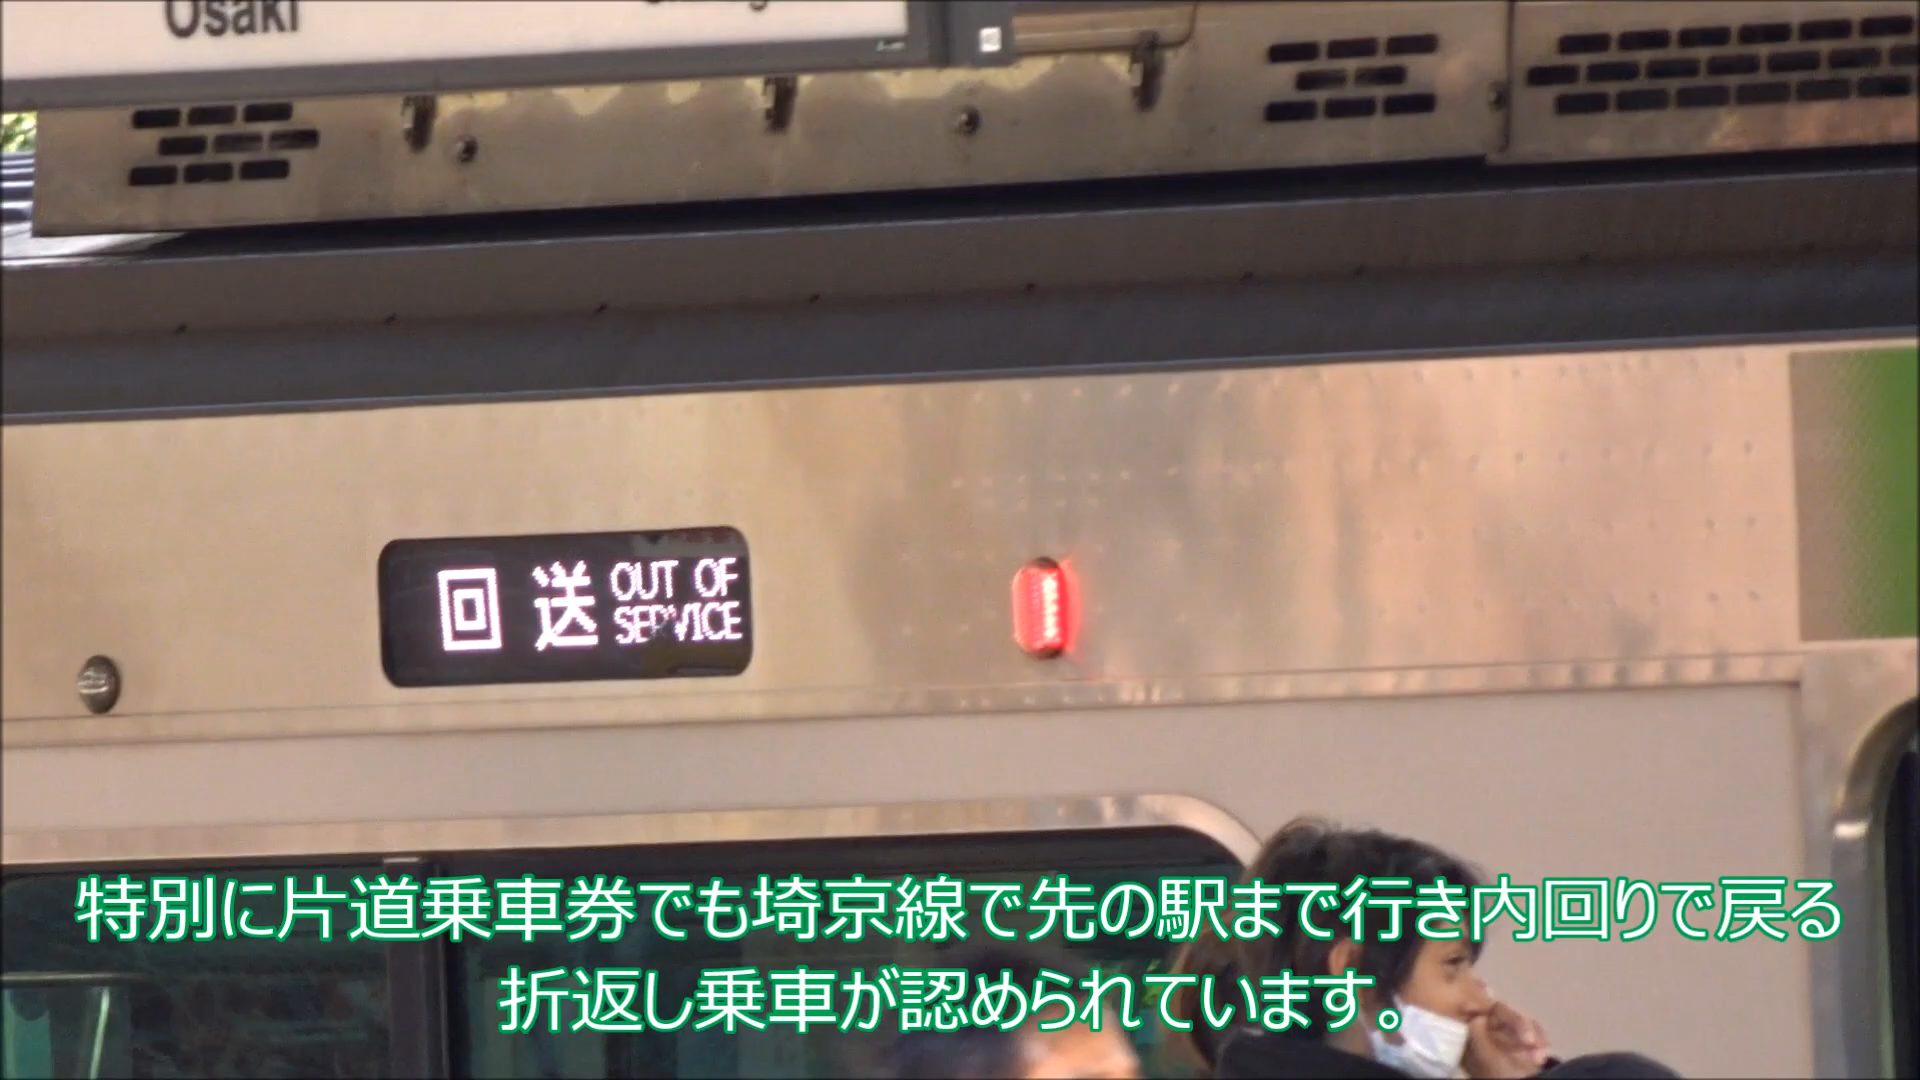 Osaki
回送 OUT OF
SERVICE
特別に片道乗車券でも埼京線で先の駅まで行き内回りで戻る
折返し乗車が認められています。